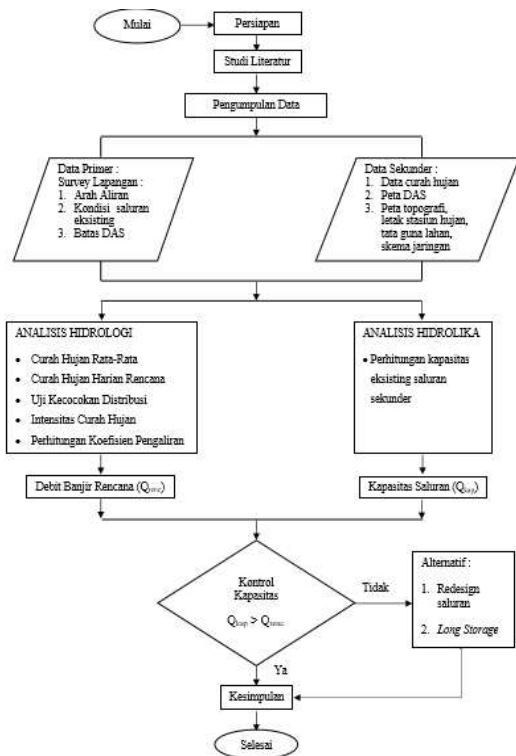 Mulai
Persiapan
Studi Literatur
Pengumpulan Data
Data Primer :
Survey Lapangan :
1. Arah Aliran
2. Kondisi saluran
eksisting
3. Batas DAS
Data Sekunder :
1. Data curah hujan
2. Peta DAS
3. Peta topografi,
letak stasiun hujan,
tata guna lahan,
skema jaringan
ANALISIS HIDROLOGI
• Curah Hujan Rata-Rata
• Curah Hujan Harian Rencana
• Uji Kecocokan Distribusi
• Intensitas Curah Hujan
• Perhitungan Koefisien Pengaliran
ANALISIS HIDROLIKA
• Perhitungan kapasitas
eksisting saluran
sekunder
Debit Banjir Rencana (Qrenc)
Kapasitas Saluran (Qkap)
Kontrol
Kapasitas
Qkap > Qrenc
Tidak
Alternatif :
1. Redesign
saluran
2. Long Storage
Ya
Kesimpulan
Selesai